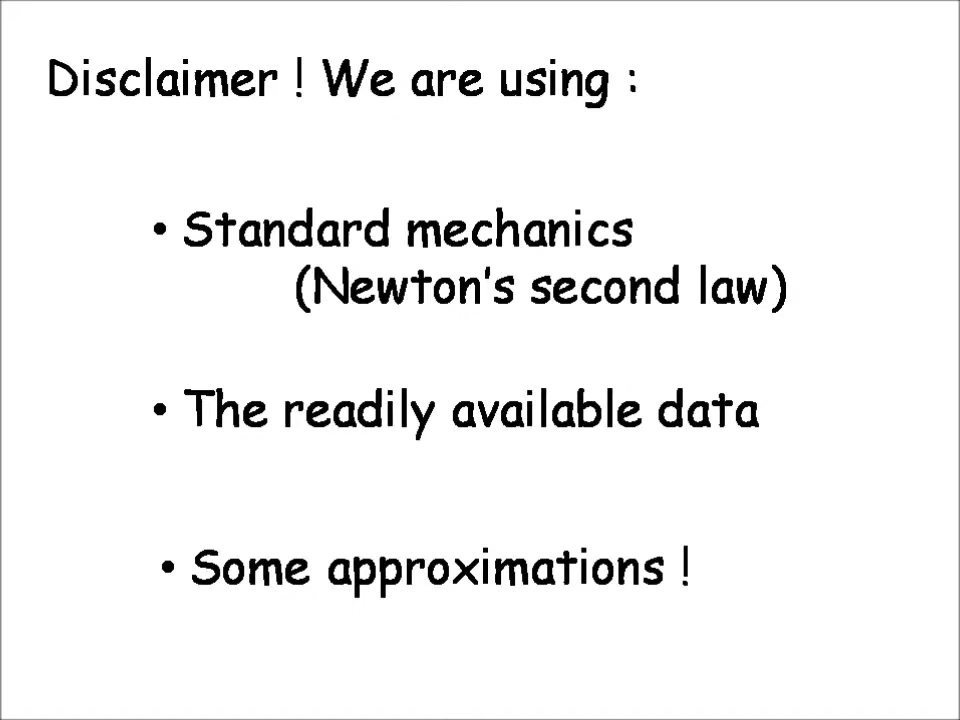 Disclaimer ! We are using :
• Standard mechanics
(Newton's second law)
• The readily available data
• Some approximations !